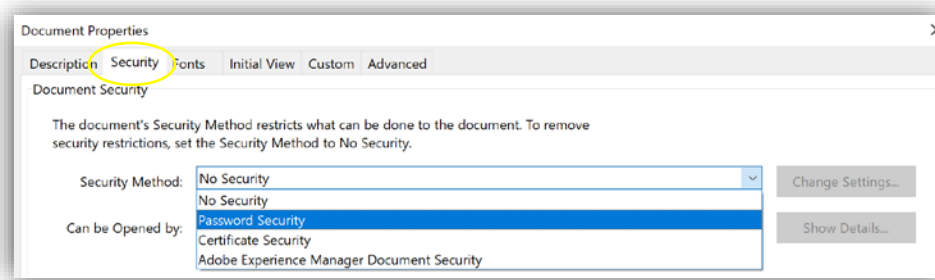 Document Properties
Description Security Fonts Initial View Custom Advanced
Document Security
The document's Security Method restricts what can be done to the document. To remove
security restrictions, set the Security Method to No Security.
Security Method: No Security Change Settings...
No Security
Can be Opened by: Password Security Show Details...
Certificate Security
Adobe Experience Manager Document Security